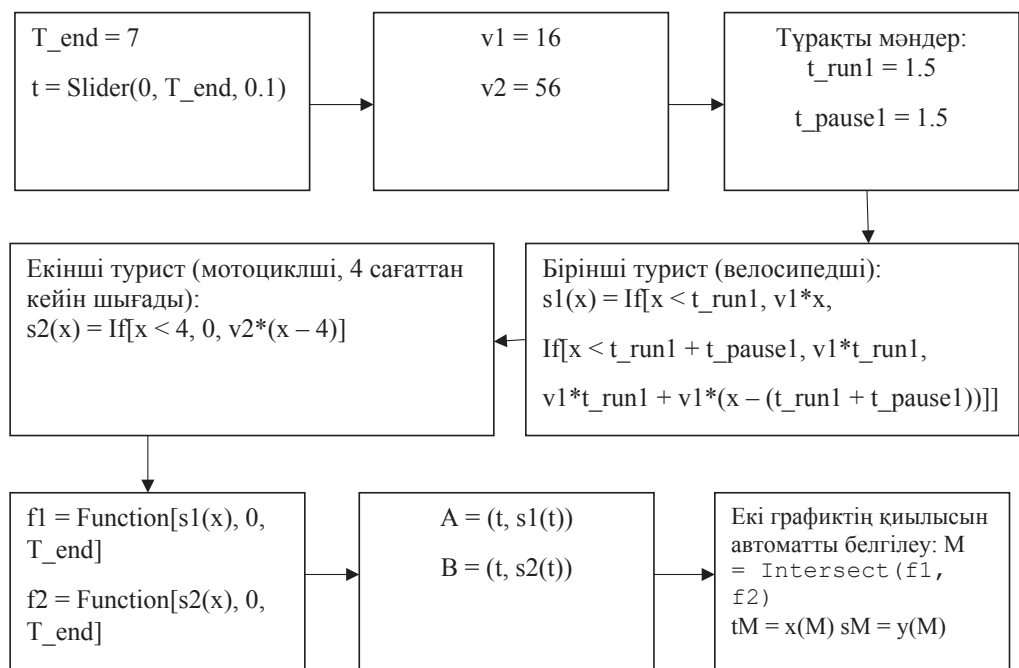 T_end = 7
t = Slider(0, T_end, 0.1)
v1 = 16
v2 = 56
Тұрақты мәндер:
t_run1 = 1.5
t_pause1 = 1.5
Бірінші турист (велосипедші):
s1(x) = If[x < t_run1, v1*x,
If[x < t_run1 + t_pause1, v1*t_run1,
v1*t_run1 + v1*(x – (t_run1 + t_pause1))]]
Екінші турист (мотоциклші, 4 сағаттан
кейін шығады):
s2(x) = If[x < 4, 0, v2*(x – 4)]
f1 = Function[s1(x), 0,
T_end]
f2 = Function[s2(x), 0,
T_end]
A = (t, s1(t))
B = (t, s2(t))
Екі графиктің қиылысын
автоматты белгілеу: M
= Intersect(f1,
f2)
tM = x(M) sM = y(M)